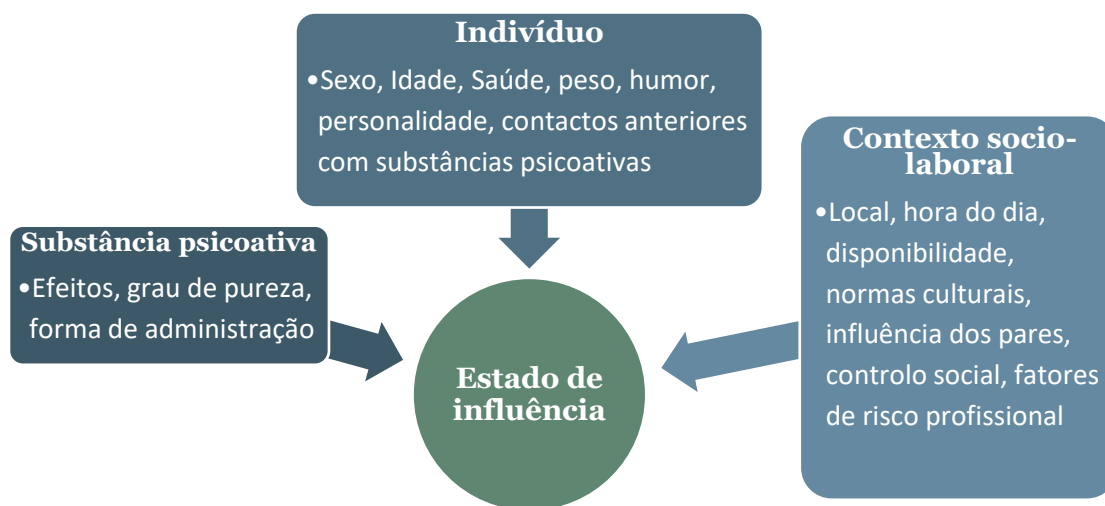 Indivíduo
•Sexo, Idade, Saúde, peso, humor,
personalidade, contactos anteriores
com substâncias psicoativas
Contexto socio-
laboral
•Local, hora do dia,
disponibilidade,
normas culturais,
influência dos pares,
controlo social, fatores
de risco profissional
Substância psicoativa
•Efeitos, grau de pureza,
forma de administração
Estado de
influência